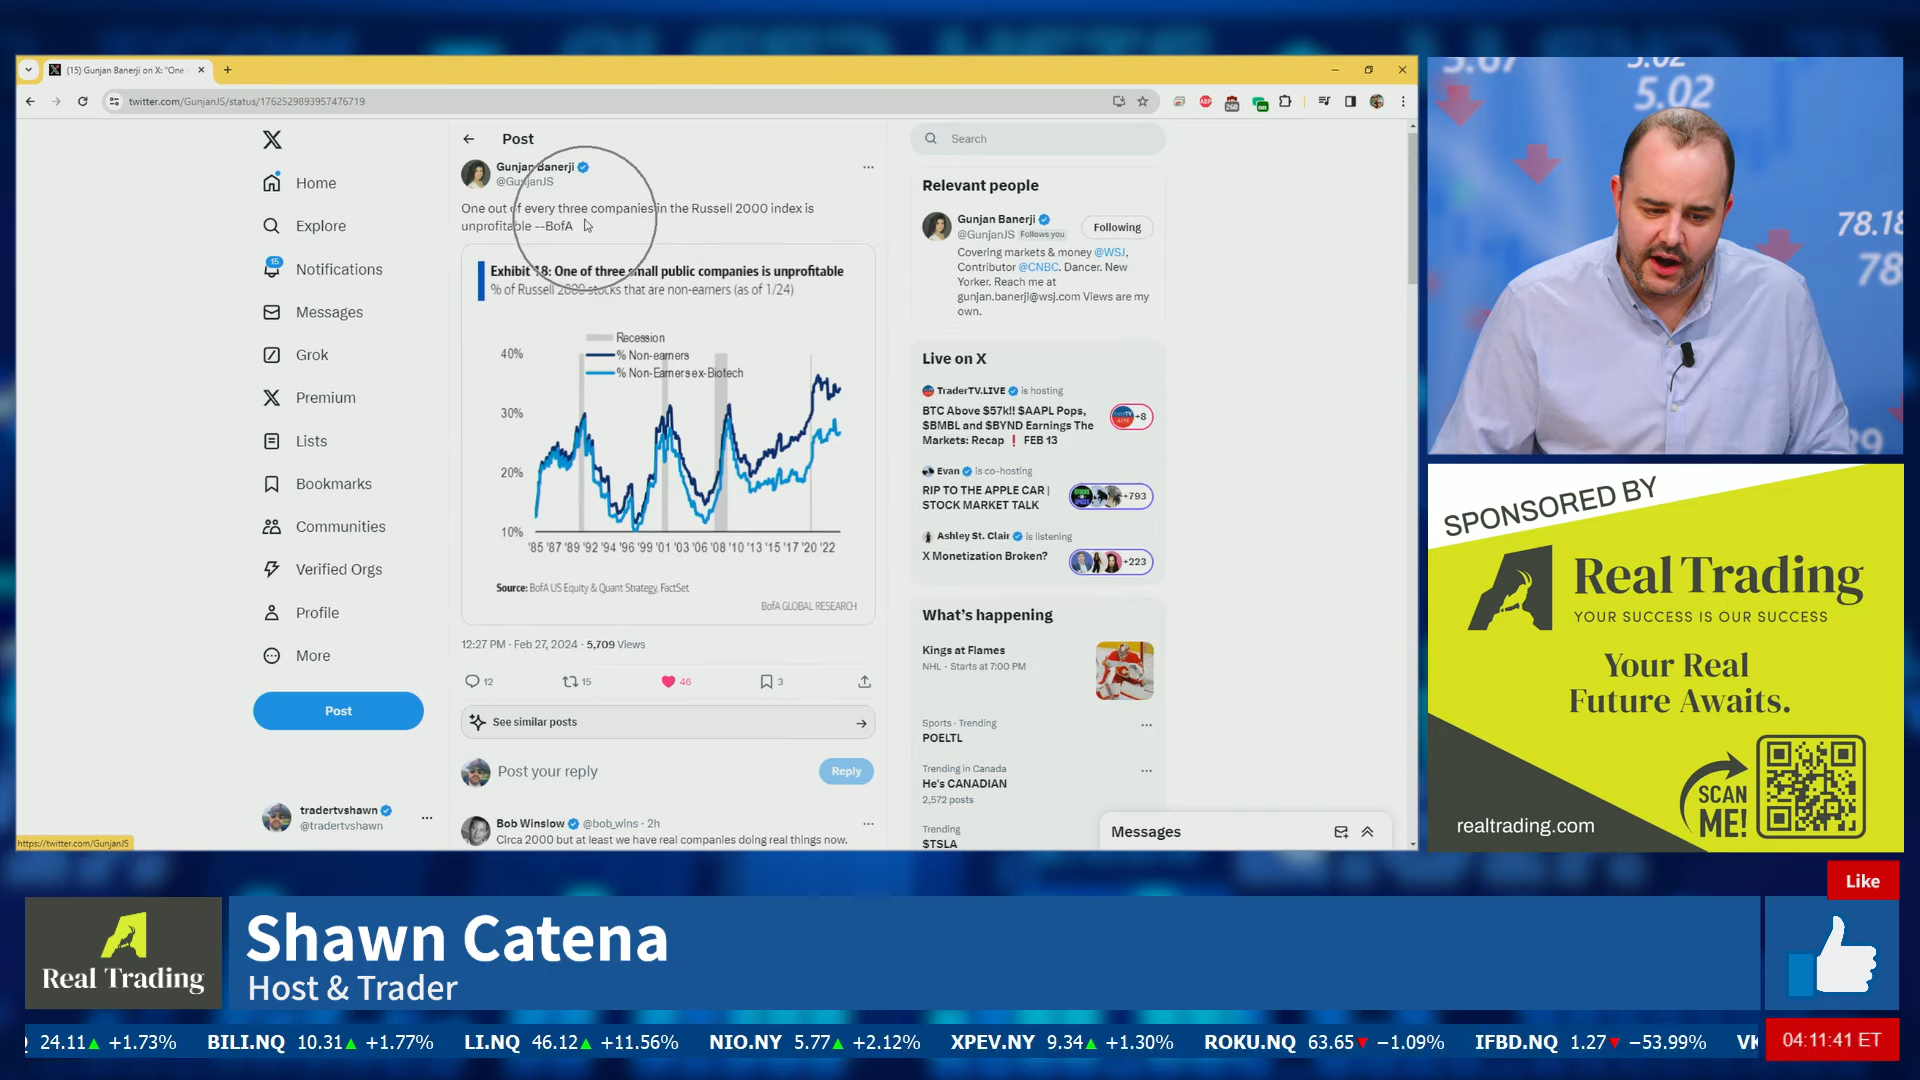 (15) Gunjan Banerji on X: "One
twitter.com/GunjanJS/status/1762529893957476719
Post
Search
Home
Explore
15
Notifications
Messages
Grok
Premium
Lists
Bookmarks
Communities
Verified Orgs
Profile
More
Post
tradertvshawn
@tradertvshawn
https://twitter.com/GunjanJS
Gunjan Banerji
@GunjanJS
One out of every three companies in the Russell 2000 index is
unprofitable --BofA
Exhibit 18: One of three small public companies is unprofitable
% of Russell 2000 stocks that are non-earners (as of 1/24)
Recession
% Non-earners
% Non-Earners ex-Biotech
40%
30%
20%
10%
'85 '87 '89 '92 '94 '96 '99 '01 '03 '06 '08 '10 '13 '15 '17 '20 '22
Source: BofA US Equity & Quant Strategy, FactSet
BofA GLOBAL RESEARCH
12:27 PM · Feb 27, 2024 · 5,709 Views
12 15 46 3
See similar posts
Post your reply
Reply
Bob Winslow @bob_wins · 2h
Circa 2000 but at least we have real companies doing real things now.
Relevant people
Gunjan Banerji
@GunjanJS Follows you
Following
Covering markets & money @WSJ,
Contributor @CNBC. Dancer. New
Yorker. Reach me at
gunjan.banerji@wsj.com Views are my
own.
Live on X
TraderTV.LIVE is hosting
BTC Above $57k!! $AAPL Pops,
$BMBL and $BYND Earnings The
Markets: Recap ❗ FEB 13
+8
Evan is co-hosting
RIP TO THE APPLE CAR |
STOCK MARKET TALK
+793
Ashley St. Clair is listening
X Monetization Broken?
+223
What's happening
Kings at Flames
NHL · Starts at 7:00 PM
Sports · Trending
POELTL
Trending in Canada
He's CANADIAN
2,572 posts
Trending
$TSLA
Messages
5.02
5.02
78.18
78
SPONSORED BY
Real Trading
YOUR SUCCESS IS OUR SUCCESS
Your Real
Future Awaits.
SCAN
ME!
realtrading.com
Like
Real Trading
Shawn Catena
Host & Trader
24.11▲ +1.73% BILI.NQ 10.31▲ +1.77% LI.NQ 46.12▲ +11.56% NIO.NY 5.77▲ +2.12% XPEV.NY 9.34▲ +1.30% ROKU.NQ 63.65▼ −1.09% IFBD.NQ 1.27▼ −53.99%
04:11:41 ET